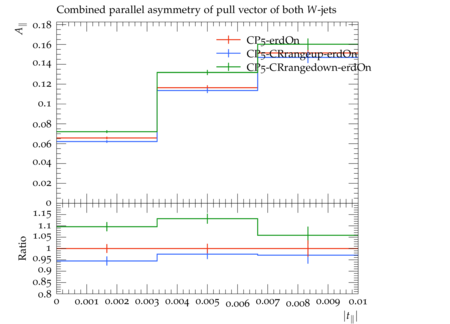 Combined parallel asymmetry of pull vector of both W-jets
A∥
0.18
0.16
0.14
0.12
0.1
0.08
0.06
0.04
0.02
0
CP5-erdOn
CP5-CRrangeup-erdOn
CP5-CRrangedown-erdOn
Ratio
1.15
1.1
1.05
1
0.95
0.9
0.85
0.8
0 0.001 0.002 0.003 0.004 0.005 0.006 0.007 0.008 0.009 0.01
|t∥|